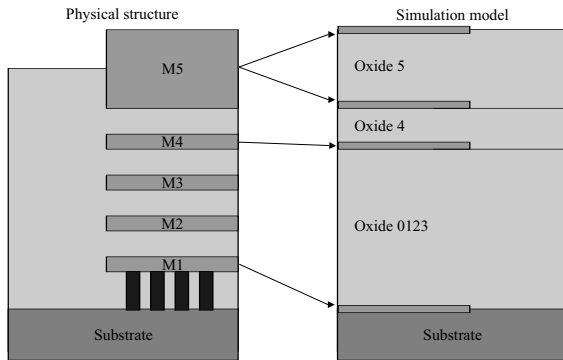 Physical structure
Simulation model
M5
M4
M3
M2
M1
Substrate
Oxide 5
Oxide 4
Oxide 0123
Substrate